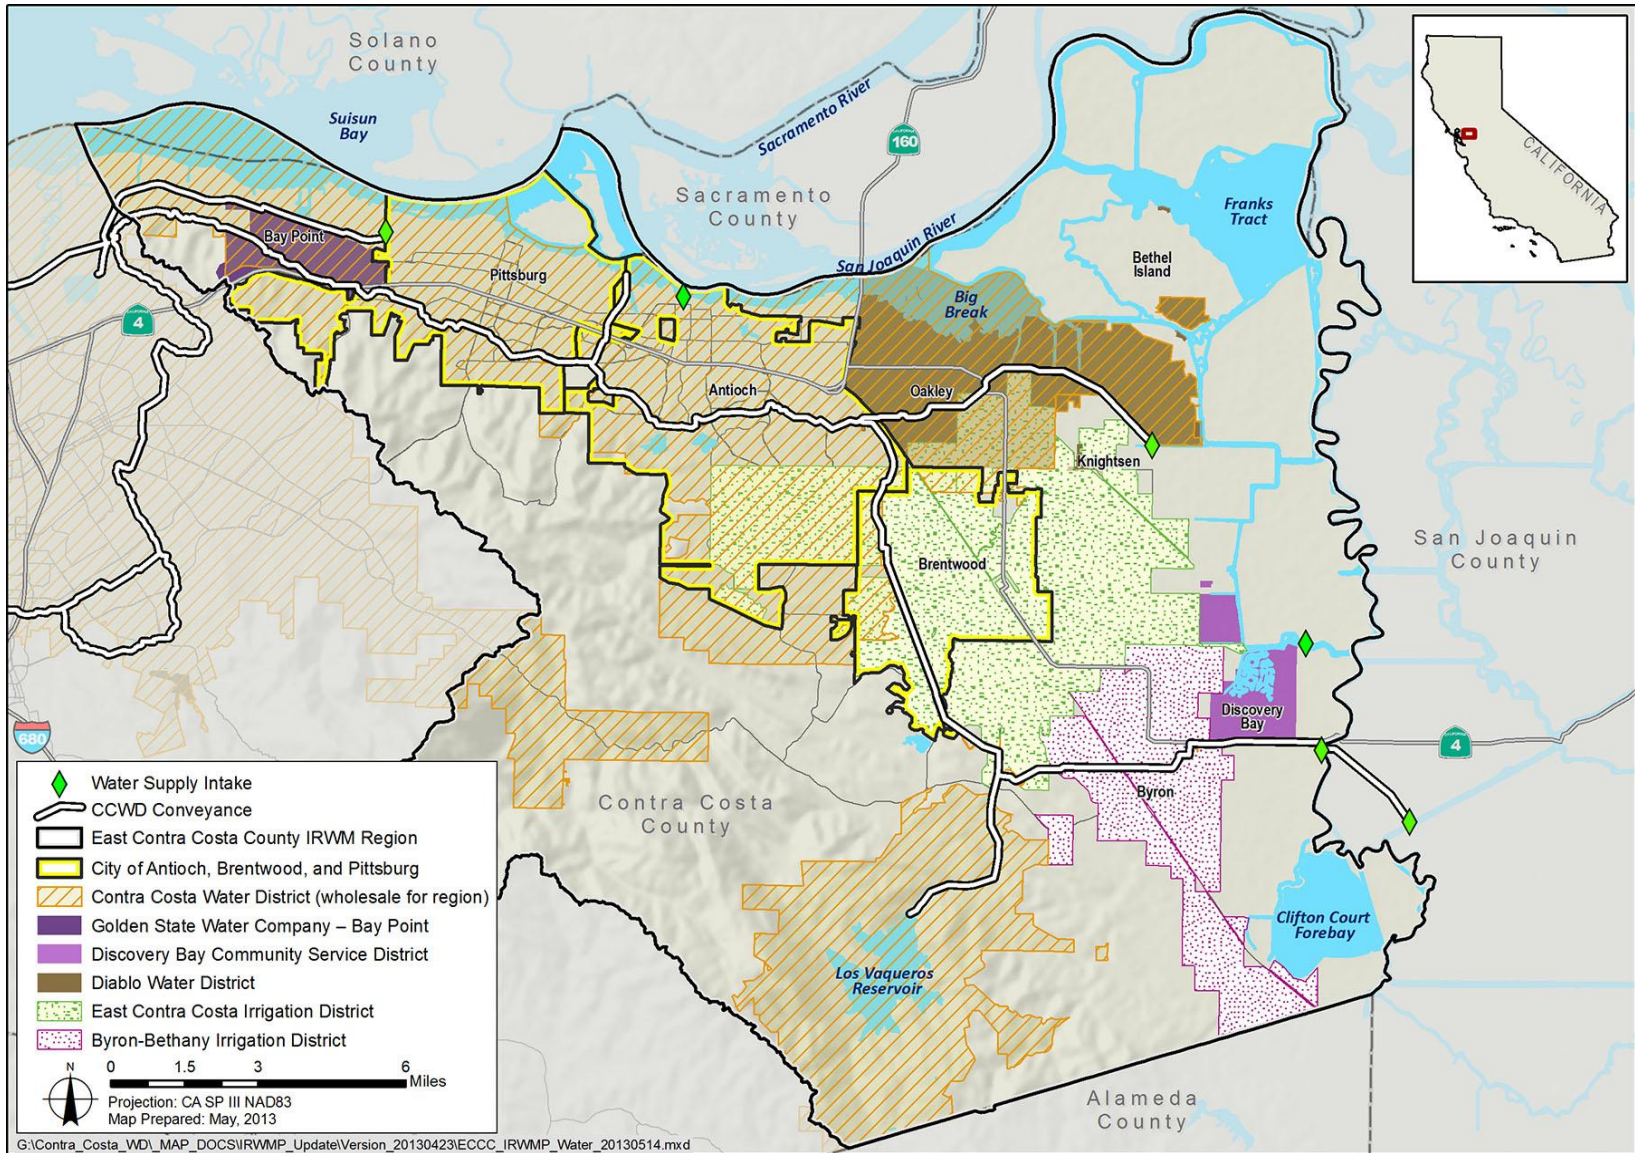 Solano
County
Suisun
Bay
Sacramento River
CALIFORNIA
160
Sacramento
County
San Joaquin River
Franks
Tract
CALIFORNIA
Bay Point
Pittsburg
Bethel
Island
Big
Break
CALIFORNIA
4
Antioch
Oakley
Knightsen
San Joaquin
County
Brentwood
Discovery
Bay
680
CALIFORNIA
4
Byron
Contra Costa
County
Clifton Court
Forebay
Los Vaqueros
Reservoir
Alameda
County
Water Supply Intake
CCWD Conveyance
East Contra Costa County IRWM Region
City of Antioch, Brentwood, and Pittsburg
Contra Costa Water District (wholesale for region)
Golden State Water Company – Bay Point
Discovery Bay Community Service District
Diablo Water District
East Contra Costa Irrigation District
Byron-Bethany Irrigation District
N
0 1.5 3 6
Miles
Projection: CA SP III NAD83
Map Prepared: May, 2013
G:\Contra_Costa_WD\_MAP_DOCS\IRWMP_Update\Version_20130423\ECCC_IRWMP_Water_20130514.mxd